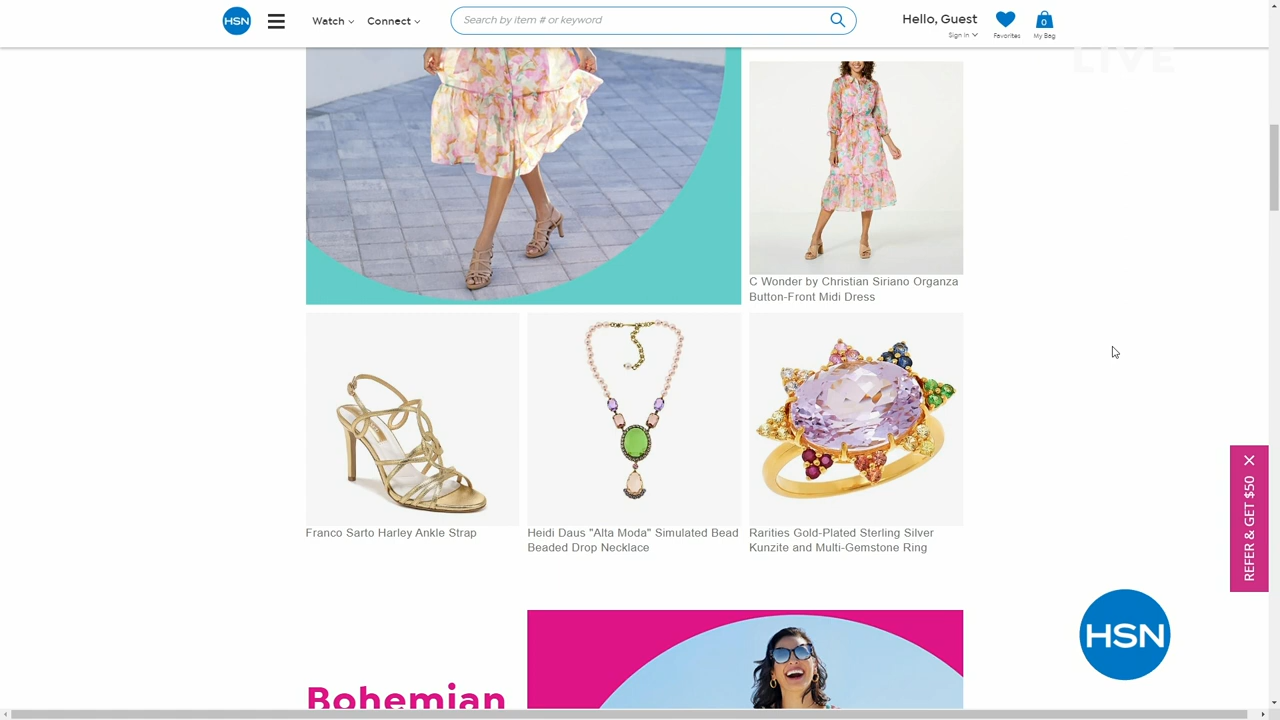 HSN
Watch
Connect
Search by item # or keyword
Hello, Guest
Sign In
Favorites
0
My Bag
LIVE
C Wonder by Christian Siriano Organza
Button-Front Midi Dress
Franco Sarto Harley Ankle Strap
Heidi Daus "Alta Moda" Simulated Bead
Beaded Drop Necklace
Rarities Gold-Plated Sterling Silver
Kunzite and Multi-Gemstone Ring
REFER & GET $50
HSN
Bohemian